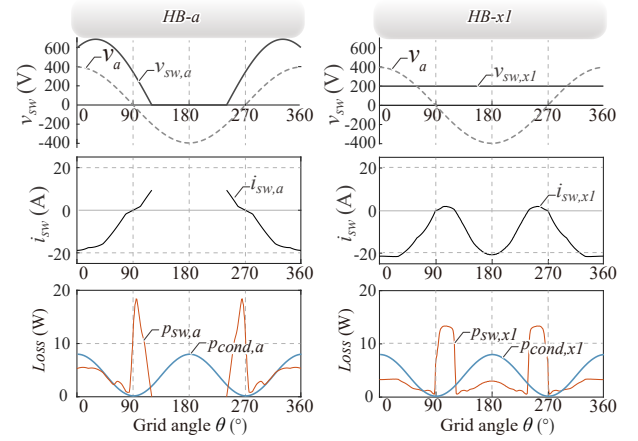 HB-a
HB-x1
v_sw (V)
600
400
200
0
-200
-400
v_a
v_sw,a
0 90 180 270 360
v_sw (V)
600
400
200
0
-200
-400
v_a
v_sw,x1
0 90 180 270 360
i_sw (A)
20
0
-20
i_sw,a
0 90 180 270 360
i_sw (A)
20
0
-20
i_sw,x1
0 90 180 270 360
Loss (W)
20
10
0
p_sw,a
p_cond,a
0 90 180 270 360
Grid angle θ (°)
Loss (W)
20
10
0
p_sw,x1
p_cond,x1
0 90 180 270 360
Grid angle θ (°)